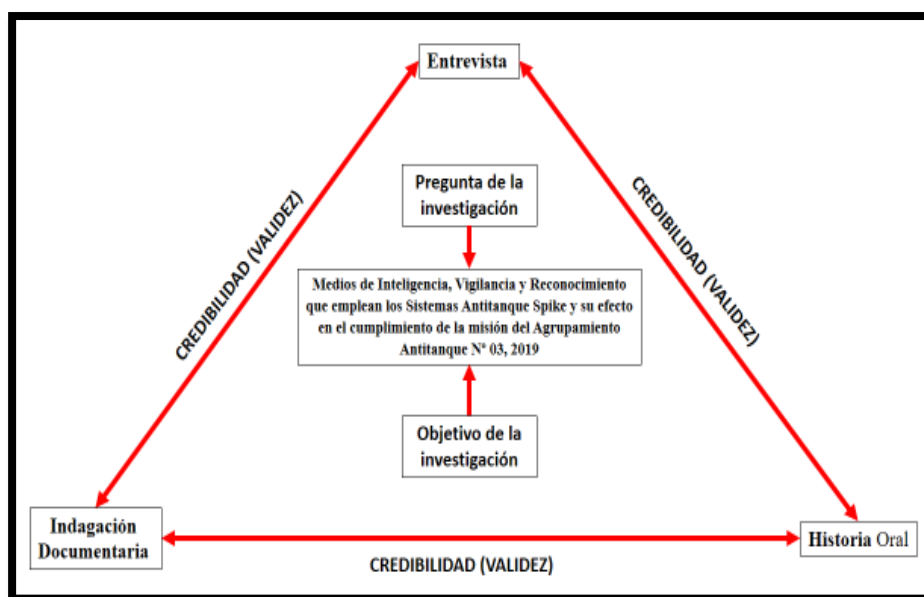 Entrevista
CREDIBILIDAD (VALIDEZ)
CREDIBILIDAD (VALIDEZ)
Pregunta de la
investigación
Medios de Inteligencia, Vigilancia y Reconocimiento
que emplean los Sistemas Antitanque Spike y su efecto
en el cumplimiento de la misión del Agrupamiento
Antitanque Nº 03, 2019
Objetivo de la
investigación
Indagación
Documentaria
Historia Oral
CREDIBILIDAD (VALIDEZ)